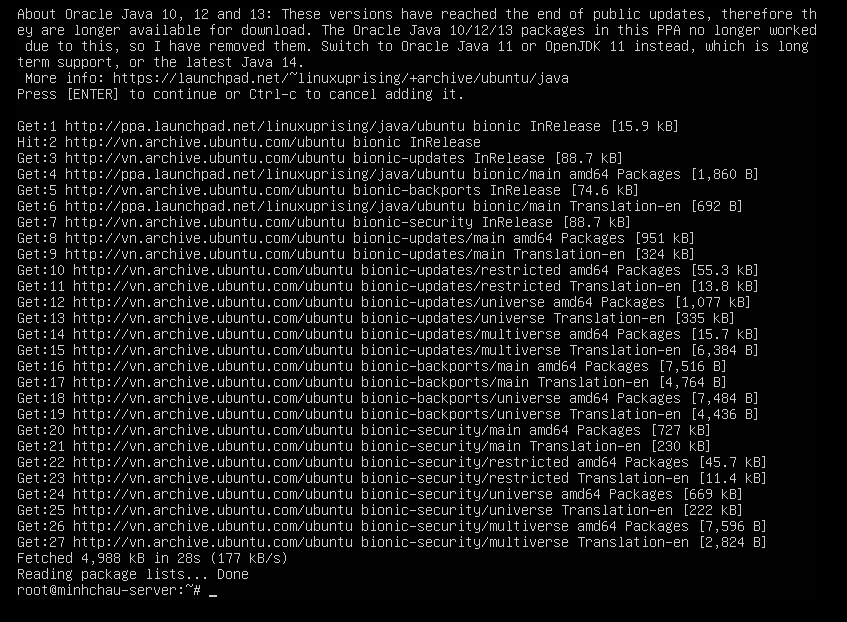 About Oracle Java 10, 12 and 13: These versions have reached the end of public updates, therefore th
ey are longer available for download. The Oracle Java 10/12/13 packages in this PPA no longer worked
 due to this, so I have removed them. Switch to Oracle Java 11 or OpenJDK 11 instead, which is long
term support, or the latest Java 14.
 More info: https://launchpad.net/~linuxuprising/+archive/ubuntu/java
Press [ENTER] to continue or Ctrl-c to cancel adding it.

Get:1 http://ppa.launchpad.net/linuxuprising/java/ubuntu bionic InRelease [15.9 kB]
Hit:2 http://vn.archive.ubuntu.com/ubuntu bionic InRelease
Get:3 http://vn.archive.ubuntu.com/ubuntu bionic-updates InRelease [88.7 kB]
Get:4 http://ppa.launchpad.net/linuxuprising/java/ubuntu bionic/main amd64 Packages [1,860 B]
Get:5 http://vn.archive.ubuntu.com/ubuntu bionic-backports InRelease [74.6 kB]
Get:6 http://ppa.launchpad.net/linuxuprising/java/ubuntu bionic/main Translation-en [692 B]
Get:7 http://vn.archive.ubuntu.com/ubuntu bionic-security InRelease [88.7 kB]
Get:8 http://vn.archive.ubuntu.com/ubuntu bionic-updates/main amd64 Packages [951 kB]
Get:9 http://vn.archive.ubuntu.com/ubuntu bionic-updates/main Translation-en [324 kB]
Get:10 http://vn.archive.ubuntu.com/ubuntu bionic-updates/restricted amd64 Packages [55.3 kB]
Get:11 http://vn.archive.ubuntu.com/ubuntu bionic-updates/restricted Translation-en [13.8 kB]
Get:12 http://vn.archive.ubuntu.com/ubuntu bionic-updates/universe amd64 Packages [1,077 kB]
Get:13 http://vn.archive.ubuntu.com/ubuntu bionic-updates/universe Translation-en [335 kB]
Get:14 http://vn.archive.ubuntu.com/ubuntu bionic-updates/multiverse amd64 Packages [15.7 kB]
Get:15 http://vn.archive.ubuntu.com/ubuntu bionic-updates/multiverse Translation-en [6,384 B]
Get:16 http://vn.archive.ubuntu.com/ubuntu bionic-backports/main amd64 Packages [7,516 B]
Get:17 http://vn.archive.ubuntu.com/ubuntu bionic-backports/main Translation-en [4,764 B]
Get:18 http://vn.archive.ubuntu.com/ubuntu bionic-backports/universe amd64 Packages [7,484 B]
Get:19 http://vn.archive.ubuntu.com/ubuntu bionic-backports/universe Translation-en [4,436 B]
Get:20 http://vn.archive.ubuntu.com/ubuntu bionic-security/main amd64 Packages [727 kB]
Get:21 http://vn.archive.ubuntu.com/ubuntu bionic-security/main Translation-en [230 kB]
Get:22 http://vn.archive.ubuntu.com/ubuntu bionic-security/restricted amd64 Packages [45.7 kB]
Get:23 http://vn.archive.ubuntu.com/ubuntu bionic-security/restricted Translation-en [11.4 kB]
Get:24 http://vn.archive.ubuntu.com/ubuntu bionic-security/universe amd64 Packages [669 kB]
Get:25 http://vn.archive.ubuntu.com/ubuntu bionic-security/universe Translation-en [222 kB]
Get:26 http://vn.archive.ubuntu.com/ubuntu bionic-security/multiverse amd64 Packages [7,596 B]
Get:27 http://vn.archive.ubuntu.com/ubuntu bionic-security/multiverse Translation-en [2,824 B]
Fetched 4,988 kB in 28s (177 kB/s)
Reading package lists... Done
root@minhchau-server:~# _